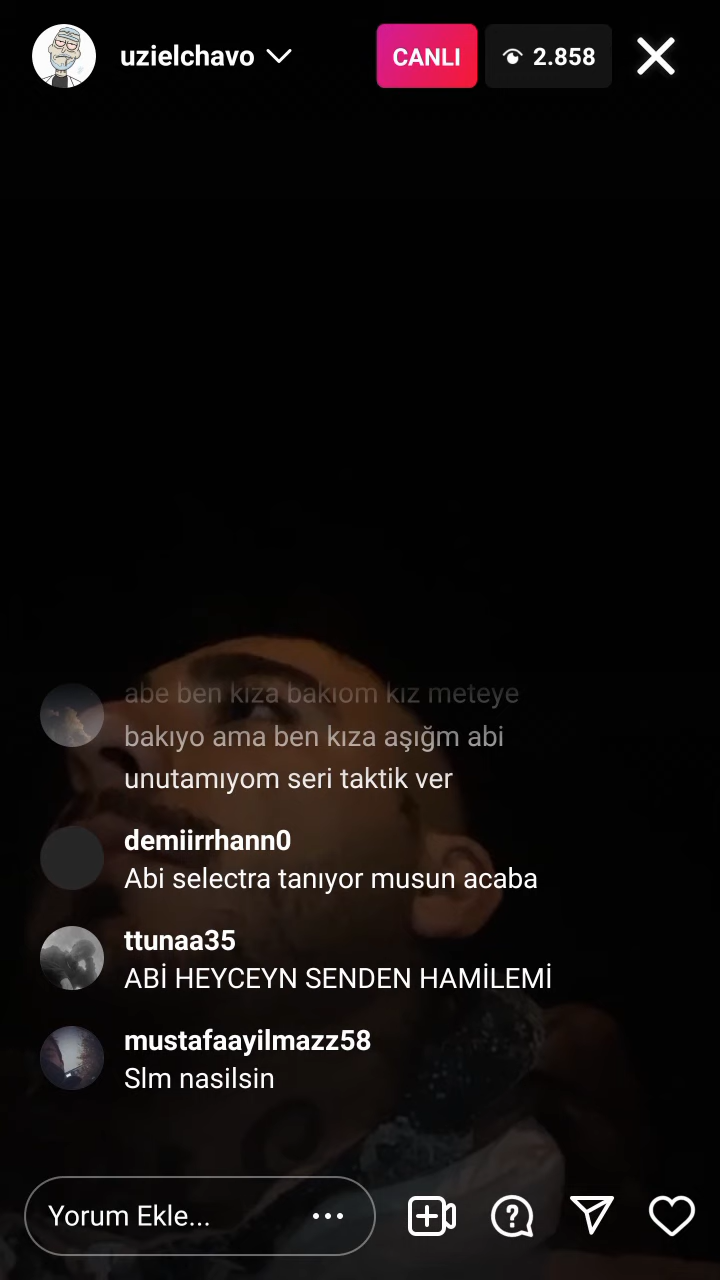 uzielchavo
CANLI
2.858
abe ben kıza bakıom kız meteye
bakıyo ama ben kıza aşığm abi
unutamıyom seri taktik ver
demiirrhann0
Abi selectra tanıyor musun acaba
ttunaa35
ABİ HEYCEYN SENDEN HAMİLEMİ
mustafaayilmazz58
Slm nasilsin
Yorum Ekle...